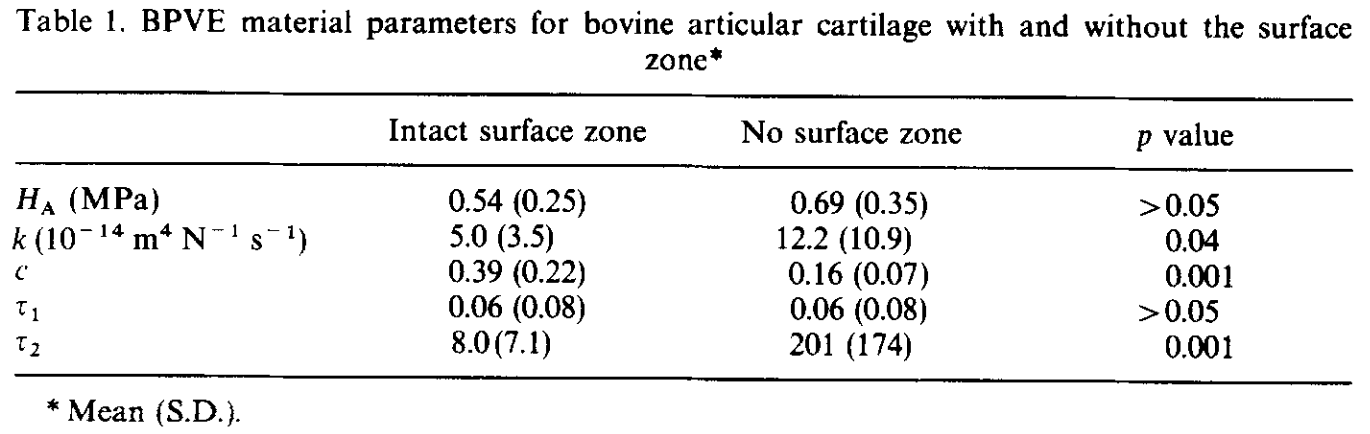 Table 1. BPVE material parameters for bovine articular cartilage with and without the surface
zone*
Intact surface zone No surface zone p value
H_A (MPa) 0.54 (0.25) 0.69 (0.35) >0.05
k (10⁻¹⁴ m⁴ N⁻¹ s⁻¹) 5.0 (3.5) 12.2 (10.9) 0.04
c 0.39 (0.22) 0.16 (0.07) 0.001
τ₁ 0.06 (0.08) 0.06 (0.08) >0.05
τ₂ 8.0(7.1) 201 (174) 0.001
* Mean (S.D.).